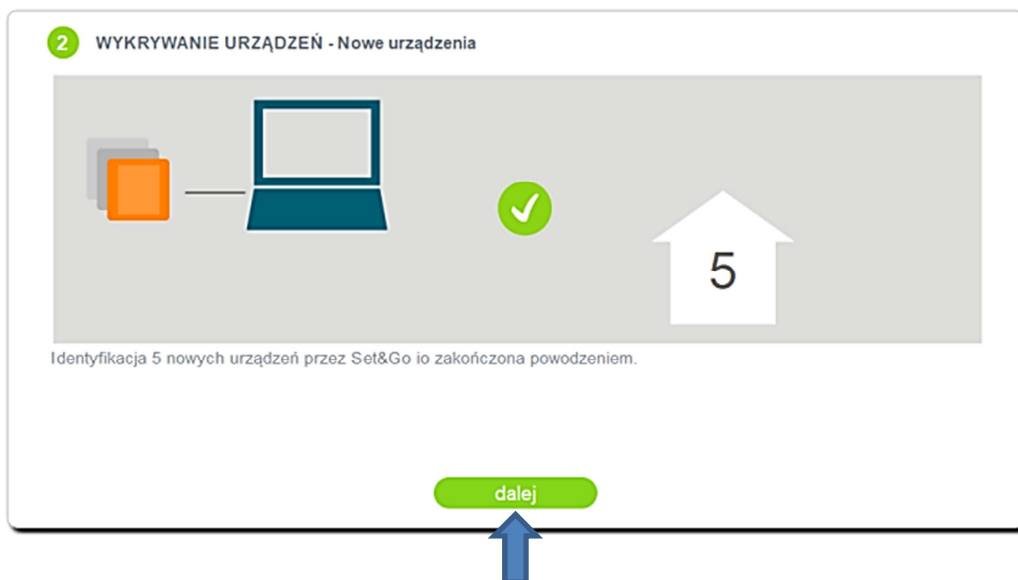 2 WYKRYWANIE URZĄDZEŃ - Nowe urządzenia
5
Identyfikacja 5 nowych urządzeń przez Set&Go io zakończona powodzeniem.
dalej